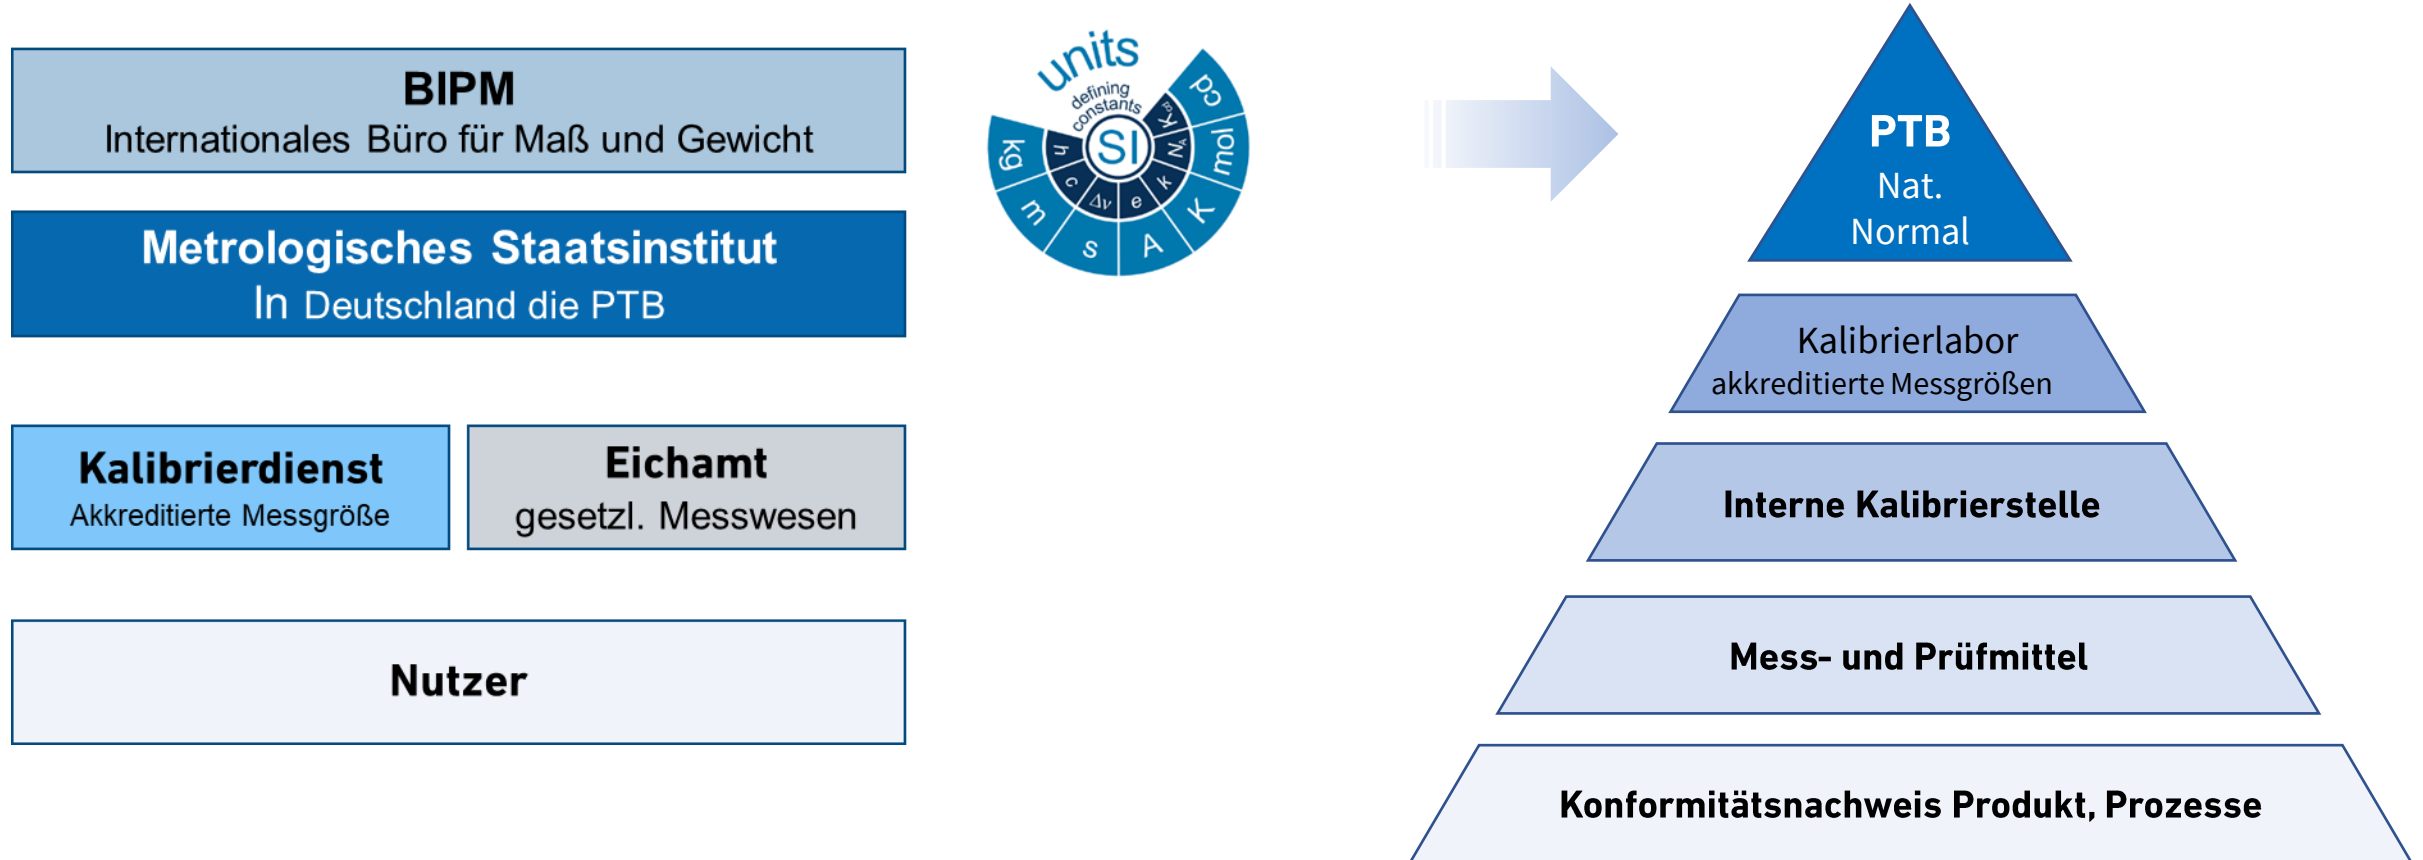 BIPM
Internationales Büro für Maß und Gewicht
Metrologisches Staatsinstitut
In Deutschland die PTB
Kalibrierdienst
Akkreditierte Messgröße
Eichamt
gesetzl. Messwesen
Nutzer
units
defining
constants
SI
kg
m
s
A
K
mol
cd
h
c
Δν
e
k
N_A
K_cd
PTB
Nat.
Normal
Kalibrierlabor
akkreditierte Messgrößen
Interne Kalibrierstelle
Mess- und Prüfmittel
Konformitätsnachweis Produkt, Prozesse